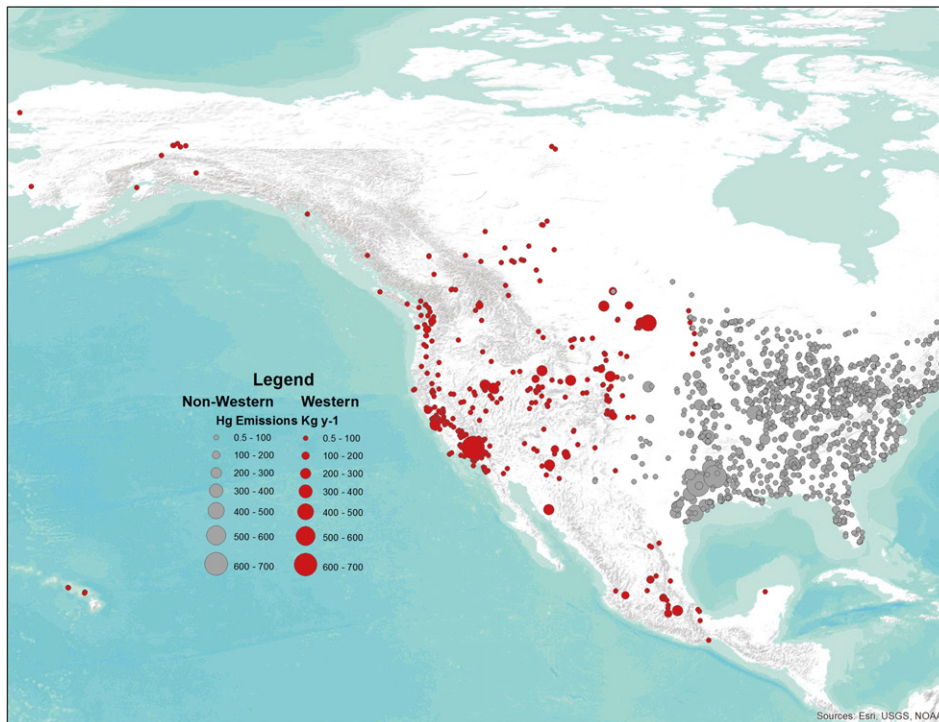 Legend
Non-Western Western
Hg Emissions Kg y-1
0.5 - 100 0.5 - 100
100 - 200 100 - 200
200 - 300 200 - 300
300 - 400 300 - 400
400 - 500 400 - 500
500 - 600 500 - 600
600 - 700 600 - 700
Sources: Esri, USGS, NOAA